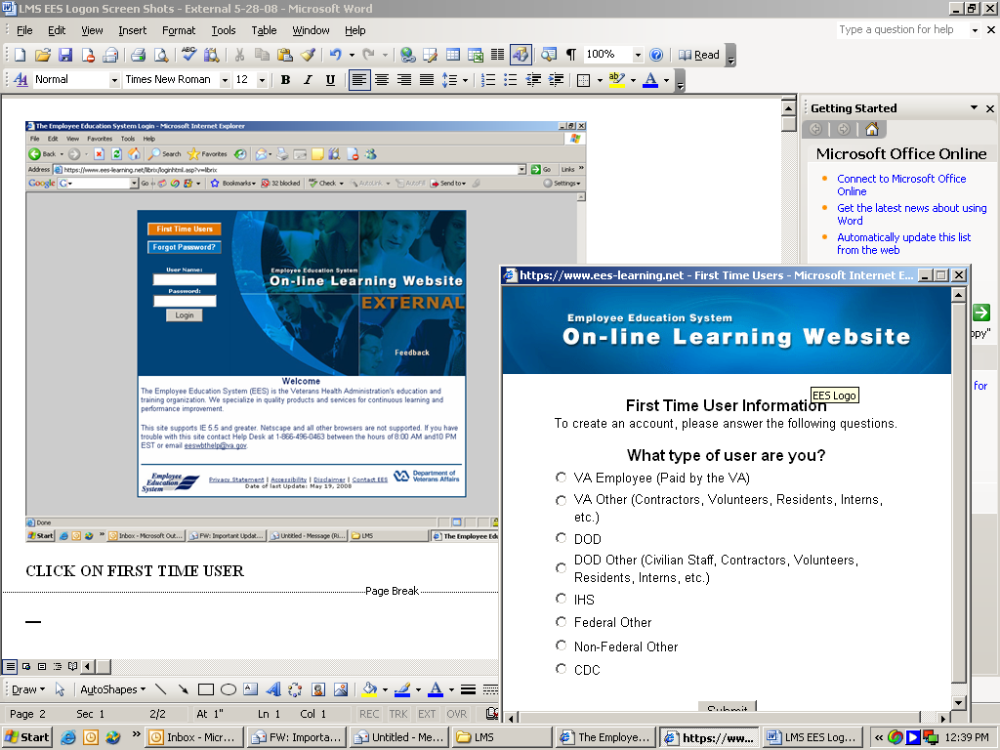 LMS EES Logon Screen Shots - External 5-28-08 - Microsoft Word
File Edit View Insert Format Tools Table Window Help
Type a question for help
100%
Read
Normal
Times New Roman
12
B I U
The Employee Education System Login - Microsoft Internet Explorer
File Edit View Favorites Tools Help
Back
Search
Favorites
Address
https://www.ees-learning.net/librix/loginhtml.asp?v=librix
Go
Links
Google
Go
Bookmarks
32 blocked
Check
AutoLink
AutoFill
Send to
Settings
First Time Users
Forgot Password?
User Name:
Password:
Login
Employee Education System
On-line Learning Website
EXTERNAL
Feedback
Welcome
The Employee Education System (EES) is the Veterans Health Administration's education and
training organization. We specialize in quality products and services for continuous learning and
performance improvement.
This site supports IE 5.5 and greater. Netscape and all other browsers are not supported. If you have
trouble with this site contact Help Desk at 1-866-496-0463 between the hours of 8:00 AM and10 PM
EST or email eeswbthelp@va.gov.
Employee
Education
System
Privacy Statement | Accessibility | Disclaimer | Contact EES
Date of last Update: May 19, 2008
Department of
Veterans Affairs
Done
Start
Inbox - Microsoft Out...
FW: Important Updat...
Untitled - Message (Ri...
LMS
The Employee Edu
CLICK ON FIRST TIME USER
Page Break
Getting Started
Microsoft Office Online
Connect to Microsoft Office
Online
Get the latest news about using
Word
Automatically update this list
from the web
opy"
for
https://www.ees-learning.net - First Time Users - Microsoft Internet E...
Employee Education System
On-line Learning Website
EES Logo
First Time User Information
To create an account, please answer the following questions.
What type of user are you?
VA Employee (Paid by the VA)
VA Other (Contractors, Volunteers, Residents, Interns,
etc.)
DOD
DOD Other (Civilian Staff, Contractors, Volunteers,
Residents, Interns, etc.)
IHS
Federal Other
Non-Federal Other
CDC
Submit
Draw
AutoShapes
Page 2 Sec 1 2/2 At 1" Ln 1 Col 1 REC TRK EXT OVR
Start
Inbox - Micr...
FW: Importa...
Untitled - Me...
LMS
The Employe...
https://ww...
LMS EES Log...
12:39 PM